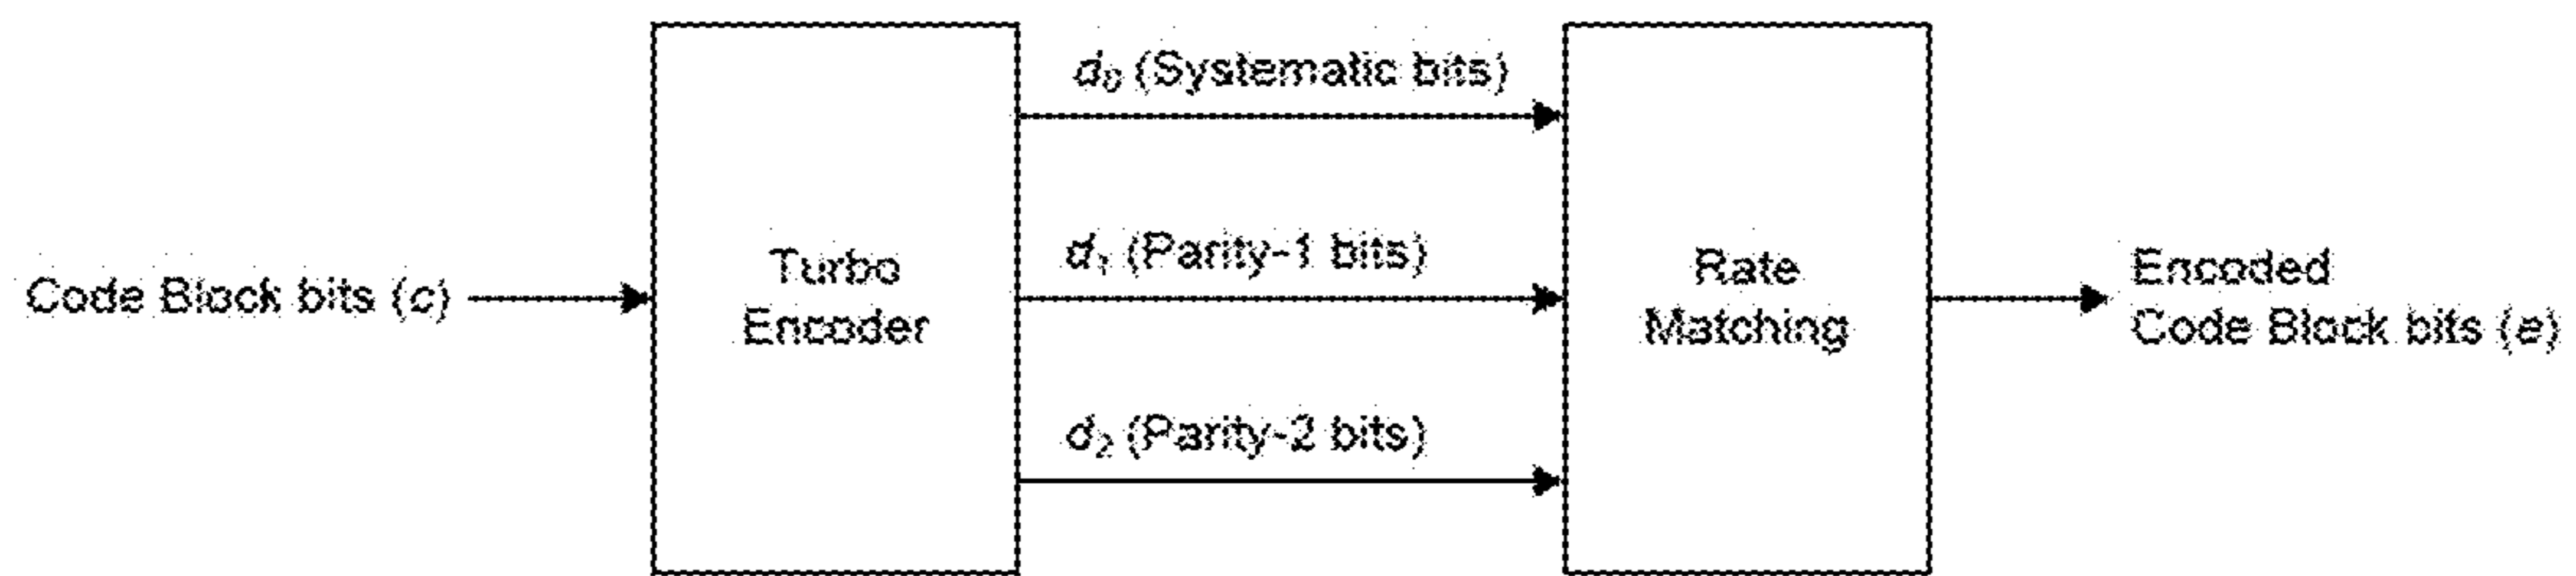 d₀ (Systematic bits)
Code Block bits (c)
Turbo
Encoder
d₁ (Parity-1 bits)
d₂ (Parity-2 bits)
Rate
Matching
Encoded
Code Block bits (e)